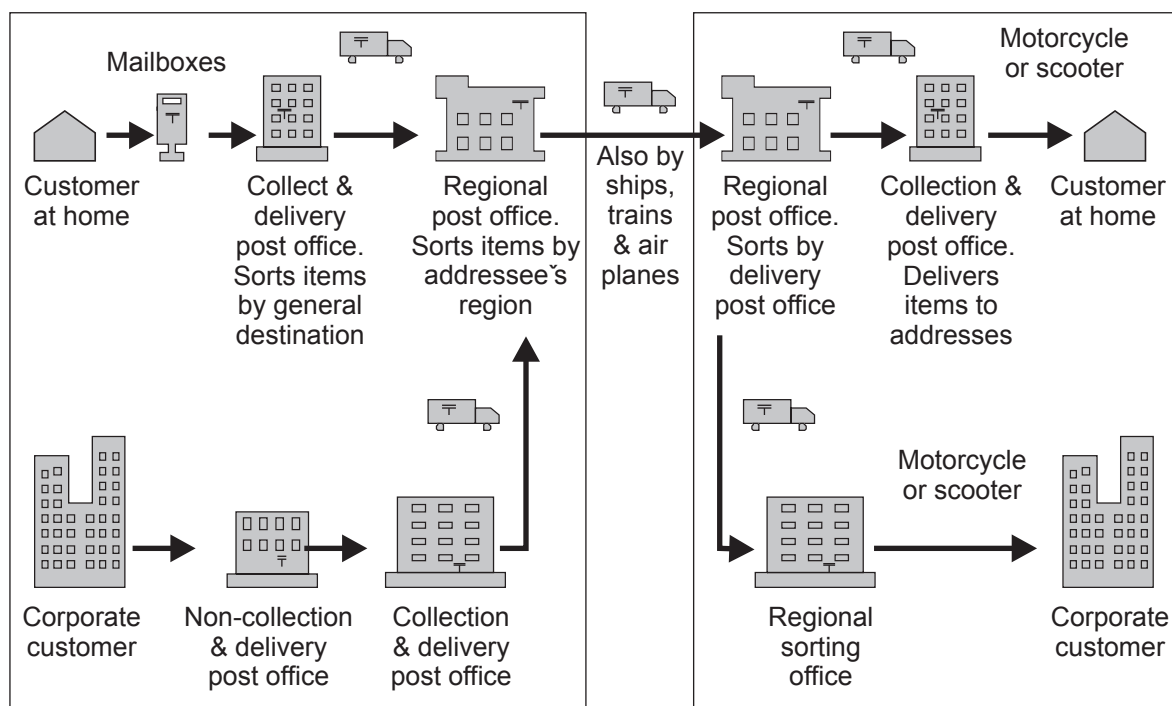 Mailboxes
Customer
at home
Collect &
delivery
post office.
Sorts items
by general
destination
Regional
post office.
Sorts items by
addresseeˇs
region
Also by
ships,
trains
& air
planes
Regional
post office.
Sorts by
delivery
post office
Collection &
delivery
post office.
Delivers
items to
addresses
Motorcycle
or scooter
Customer
at home
Corporate
customer
Non-collection
& delivery
post office
Collection
& delivery
post office
Regional
sorting
office
Motorcycle
or scooter
Corporate
customer